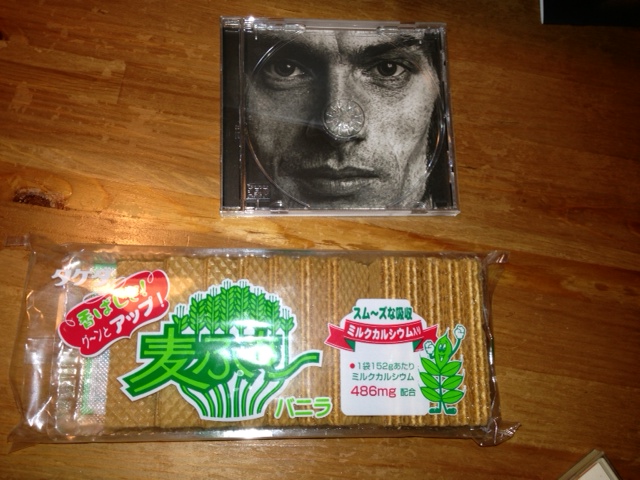 香ばしさ!
グ〜ンと
アップ!
麦ふぁ〜
バニラ
スム〜ズな吸収
ミルクカルシウム入り
●1袋152gあたり
ミルクカルシウム
486mg 配合